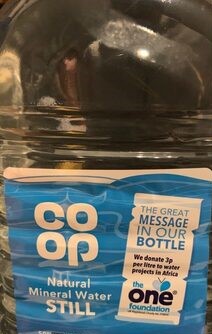 co
op
Natural
Mineral Water
STILL
THE GREAT
MESSAGE
IN OUR
BOTTLE
We donate 3p
per litre to water
projects in Africa
the
one
foundation